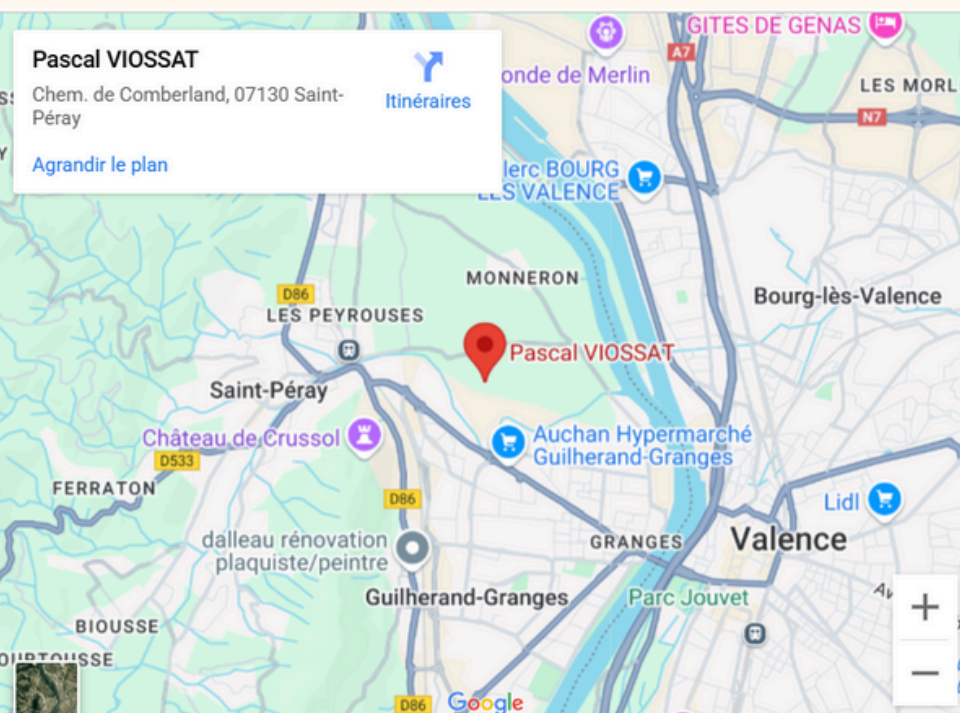 Pascal VIOSSAT
Chem. de Comberland, 07130 Saint-
Péray
Itinéraires
Agrandir le plan
GITES DE GENAS
A7
onde de Merlin
LES MORL
N7
lerc BOURG
LES VALENCE
MONNERON
D86
Bourg-lès-Valence
LES PEYROUSES
Pascal VIOSSAT
Saint-Péray
Château de Crussol
Auchan Hypermarché
Guilherand-Granges
D533
FERRATON
D86
Lidl
dalleau rénovation
plaquiste/peintre
GRANGES
Valence
Guilherand-Granges
Parc Jouvet
Av
BIOUSSE
OURTOUSSE
D86
Google